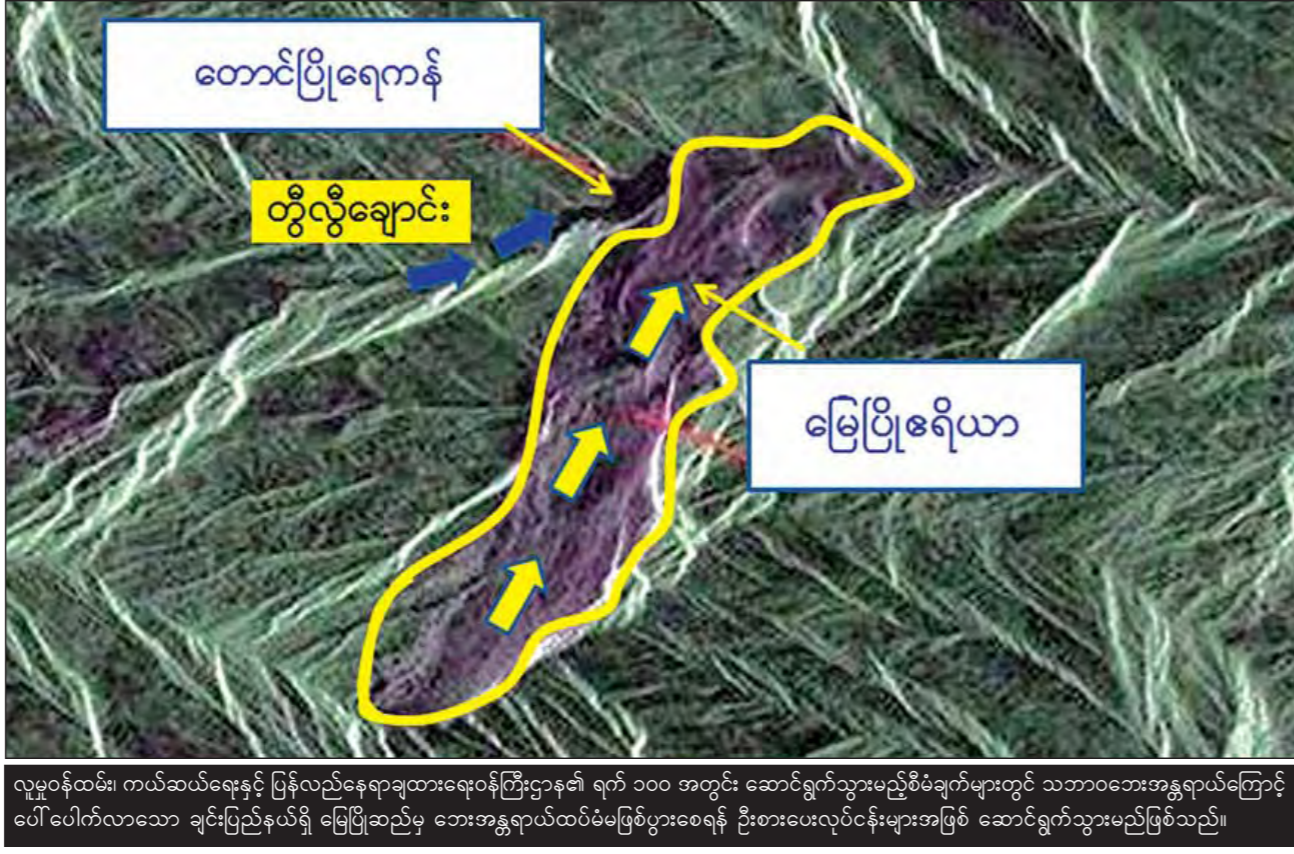 တောင်ပြိုရေကန်
တွီလွီချောင်း
မြေပြိုဧရိယာ
လူမှုဝန်ထမ်း၊ ကယ်ဆယ်ရေးနှင့် ပြန်လည်နေရာချထားရေးဝန်ကြီးဌာန၏ ရက် ၁၀၀ အတွင်း ဆောင်ရွက်သွားမည့်စီမံချက်များတွင် သဘာဝဘေးအန္တရာယ်ကြောင့်
ပေါ်ပေါက်လာသော ချင်းပြည်နယ်ရှိ မြေပြိုဆည်မှ ဘေးအန္တရာယ်ထပ်မံမဖြစ်ပွားစေရန် ဦးစားပေးလုပ်ငန်းများအဖြစ် ဆောင်ရွက်သွားမည်ဖြစ်သည်။